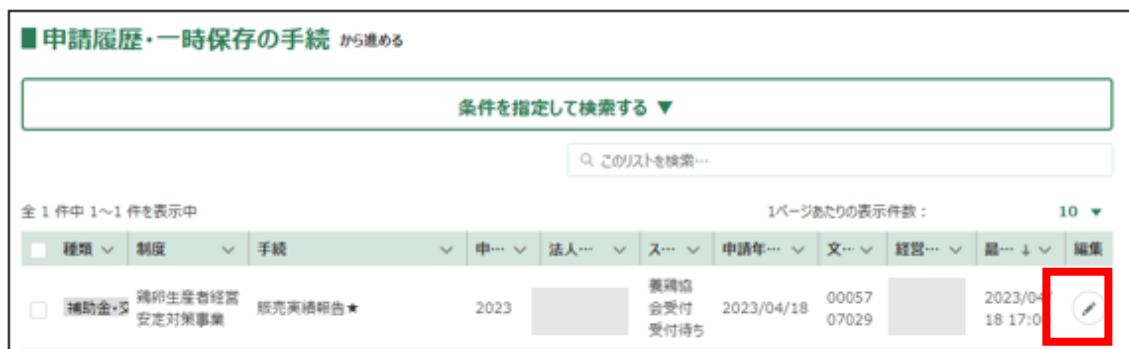 ■申請履歴・一時保存の手続 から進める
条件を指定して検索する ▼
このリストを検索…
全 1 件中 1～1 件を表示中 1ページあたりの表示件数： 10 ▼
種類 制度 手続 申… 法人… ス… 申請年… 文… 経営… 最… ↓ 編集
補助金・交 鶏卵生産者経営安定対策事業 販売実績報告★ 2023 養鶏協会受付受付待ち 2023/04/18 0005707029 2023/04/18 17:0